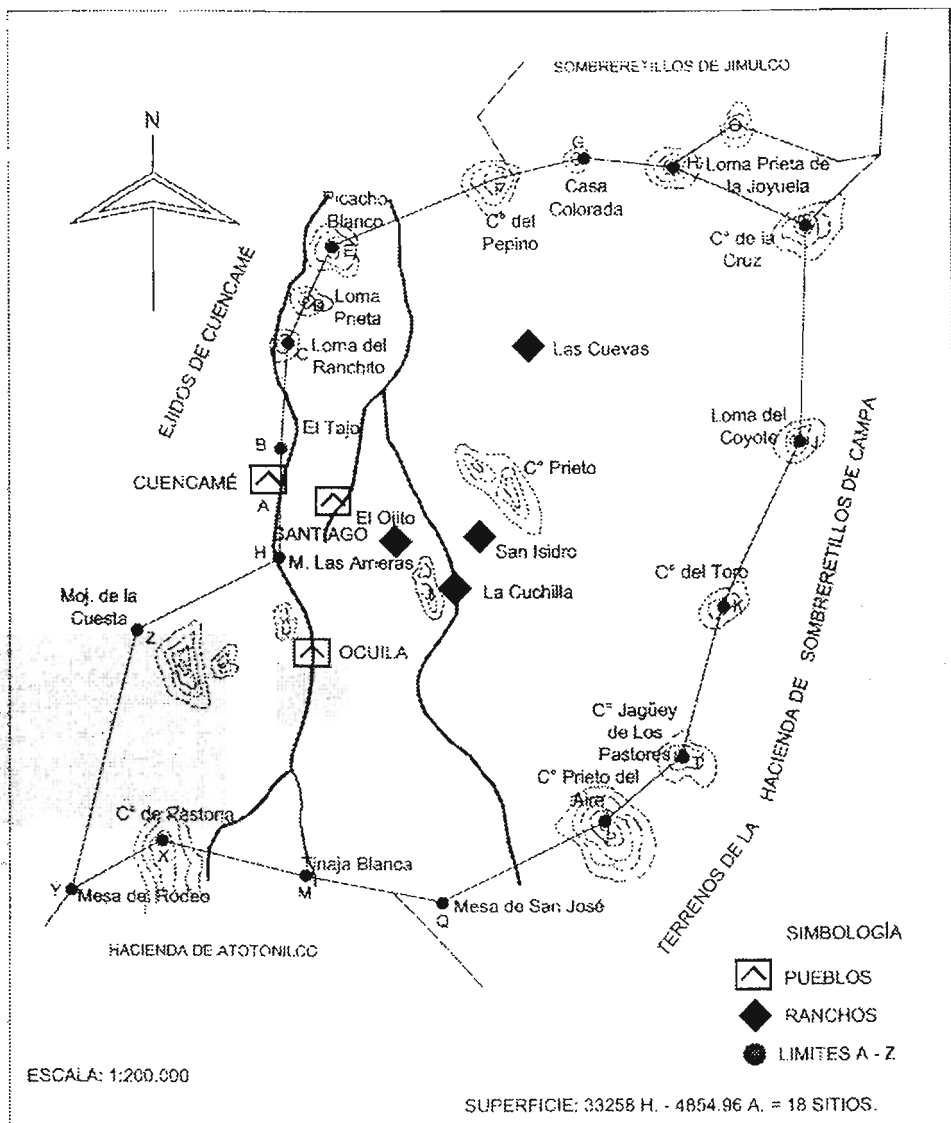 SOMBRERETILLOS DE JIMULCO
N
G
O
H
Loma Prieta de
la Joyuela
Picacho
Blanco
E
F
Casa
Colorada
C° del
Pepino
C° de la
Cruz
EJIDOS DE CUENCAMÉ
Loma
Prieta
C
Loma del
Ranchito
Las Cuevas
Loma del
Coyote
J
B
El Tajo
C° Prieto
CUENCAMÉ
A
El Ojito
SANTIAGO
San Isidro
H
M. Las Arrieras
La Cuchilla
C° del Toro
K
Moj. de la
Cuesta
Z
OCUILA
C° Jagüey
de Los
Pastores
C° Prieto del
Aire
TERRENOS DE LA HACIENDA DE SOMBRERETILLOS DE CAMPA
C° de Pastoria
X
Tinaja Blanca
Y
Mesa del Rodeo
M
Q
Mesa de San José
HACIENDA DE ATOTONILCO
SIMBOLOGÍA
PUEBLOS
RANCHOS
LIMITES A - Z
ESCALA: 1:200.000
SUPERFICIE: 33258 H. - 4854.96 A. = 18 SITIOS.